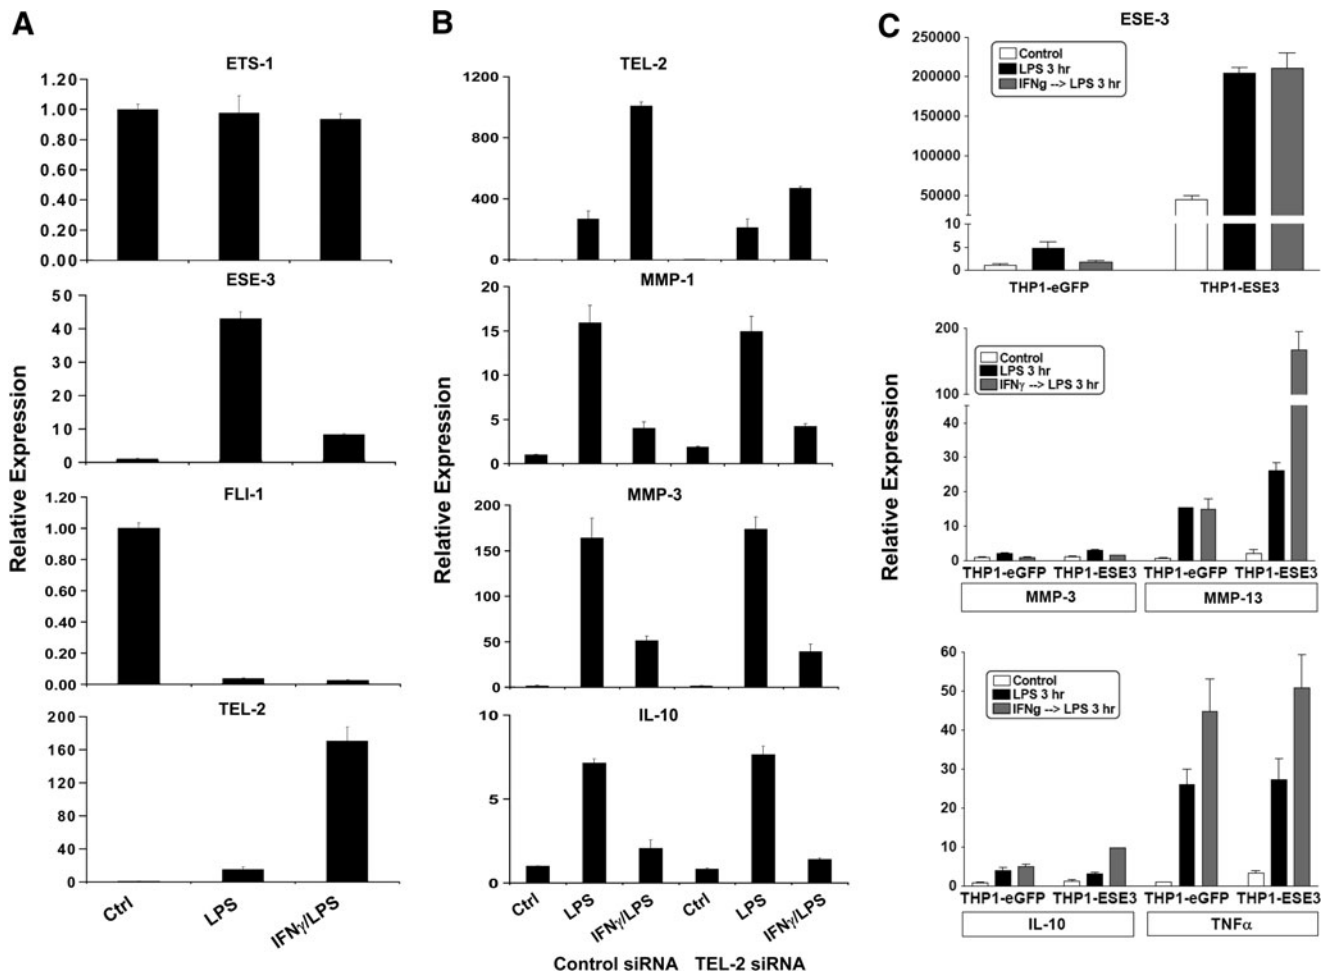 A
ETS-1
1.20
1.00
0.80
0.60
0.40
0.20
0.00
ESE-3
50
40
30
20
10
0
FLI-1
1.20
1.00
0.80
0.60
0.40
0.20
0.00
TEL-2
200
160
120
80
40
0
Ctrl LPS IFNγ/LPS
Relative Expression
B
TEL-2
1200
800
400
0
MMP-1
20
15
10
5
0
MMP-3
200
150
100
50
0
IL-10
10
5
0
Ctrl LPS IFNγ/LPS Ctrl LPS IFNγ/LPS
Control siRNA TEL-2 siRNA
Relative Expression
C
ESE-3
250000
200000
150000
100000
50000
10
5
0
Control
LPS 3 hr
IFNg --> LPS 3 hr
THP1-eGFP THP1-ESE3
200
100
40
30
20
10
0
Control
LPS 3 hr
IFNγ --> LPS 3 hr
THP1-eGFP THP1-ESE3 THP1-eGFP THP1-ESE3
MMP-3 MMP-13
60
50
40
30
20
10
0
Control
LPS 3 hr
IFNg --> LPS 3 hr
THP1-eGFP THP1-ESE3 THP1-eGFP THP1-ESE3
IL-10 TNFα
Relative Expression